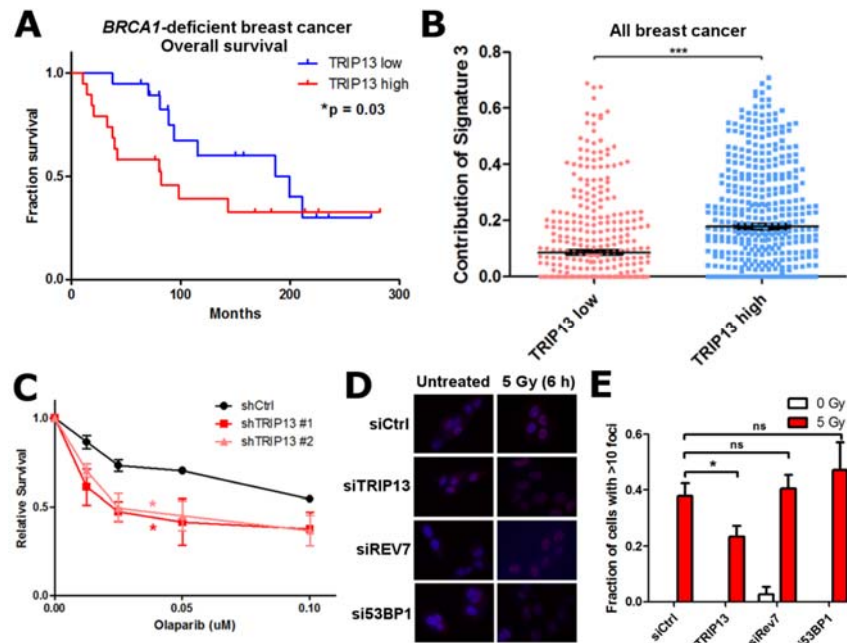 A
BRCA1-deficient breast cancer
Overall survival
TRIP13 low
TRIP13 high
*p = 0.03
Fraction survival
1.0
0.5
0.0
0
100
200
300
Months
B
All breast cancer
***
Contribution of Signature 3
0.8
0.6
0.4
0.2
0.0
TRIP13 low
TRIP13 high
C
shCtrl
shTRIP13 #1
shTRIP13 #2
Relative Survival
1.0
0.5
0.0
*
*
0.00
0.05
0.10
Olaparib (uM)
D
Untreated
5 Gy (6 h)
siCtrl
siTRIP13
siREV7
si53BP1
E
0 Gy
5 Gy
Fraction of cells with >10 foci
0.6
0.4
0.2
0.0
ns
ns
*
siCtrl
TRIP13
siRev7
si53BP1